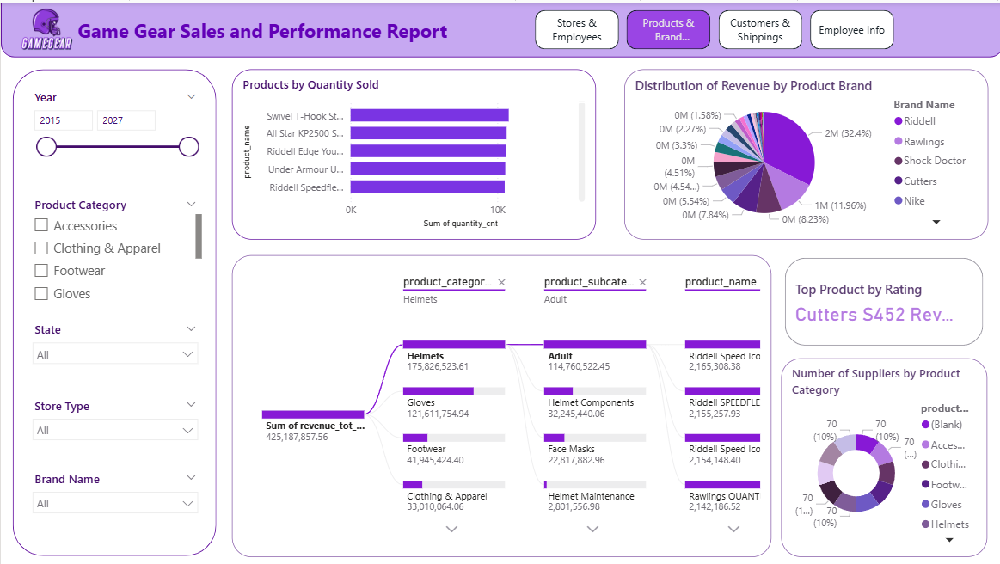 GAMEGEAR
Game Gear Sales and Performance Report
Stores &
Employees
Products &
Brand...
Customers &
Shippings
Employee Info
Year
2015
2027
Product Category
Accessories
Clothing & Apparel
Footwear
Gloves
State
All
Store Type
All
Brand Name
All
Products by Quantity Sold
product_name
Swivel T-Hook St...
All Star KP2500 S...
Riddell Edge You...
Under Armour U...
Riddell Speedfle...
0K
10K
Sum of quantity_cnt
Distribution of Revenue by Product Brand
0M (1.58%)
0M (2.27%)
0M (3.3%)
0M
(4.51%)
0M (4.54...)
0M (5.54%)
0M (7.84%)
2M (32.4%)
1M (11.96%)
0M (8.23%)
Brand Name
Riddell
Rawlings
Shock Doctor
Cutters
Nike
product_categor...
Helmets
product_subcate...
Adult
product_name
Sum of revenue_tot_...
425,187,857.56
Helmets
175,826,523.61
Gloves
121,611,754.94
Footwear
41,945,424.40
Clothing & Apparel
33,010,064.06
Adult
114,760,522.45
Helmet Components
32,245,440.06
Face Masks
22,817,882.96
Helmet Maintenance
2,801,556.98
Riddell Speed Ico
2,165,308.38
Riddell SPEEDFLE
2,155,257.93
Riddell Speed Ico
2,154,148.40
Rawlings QUANT
2,142,186.52
Top Product by Rating
Cutters S452 Rev...
Number of Suppliers by Product
Category
70
(10%)
70
(10%)
70
(...)
70
(1...)
70
(10%)
product...
(Blank)
Acces...
Clothi...
Footw...
Gloves
Helmets